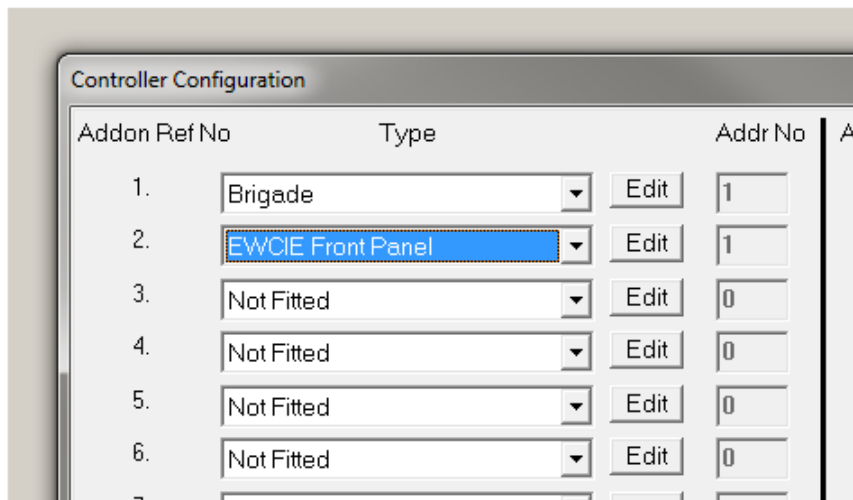 Controller Configuration
Addon Ref No Type Addr No A
1. Brigade Edit 1
2. EWCIE Front Panel Edit 1
3. Not Fitted Edit 0
4. Not Fitted Edit 0
5. Not Fitted Edit 0
6. Not Fitted Edit 0